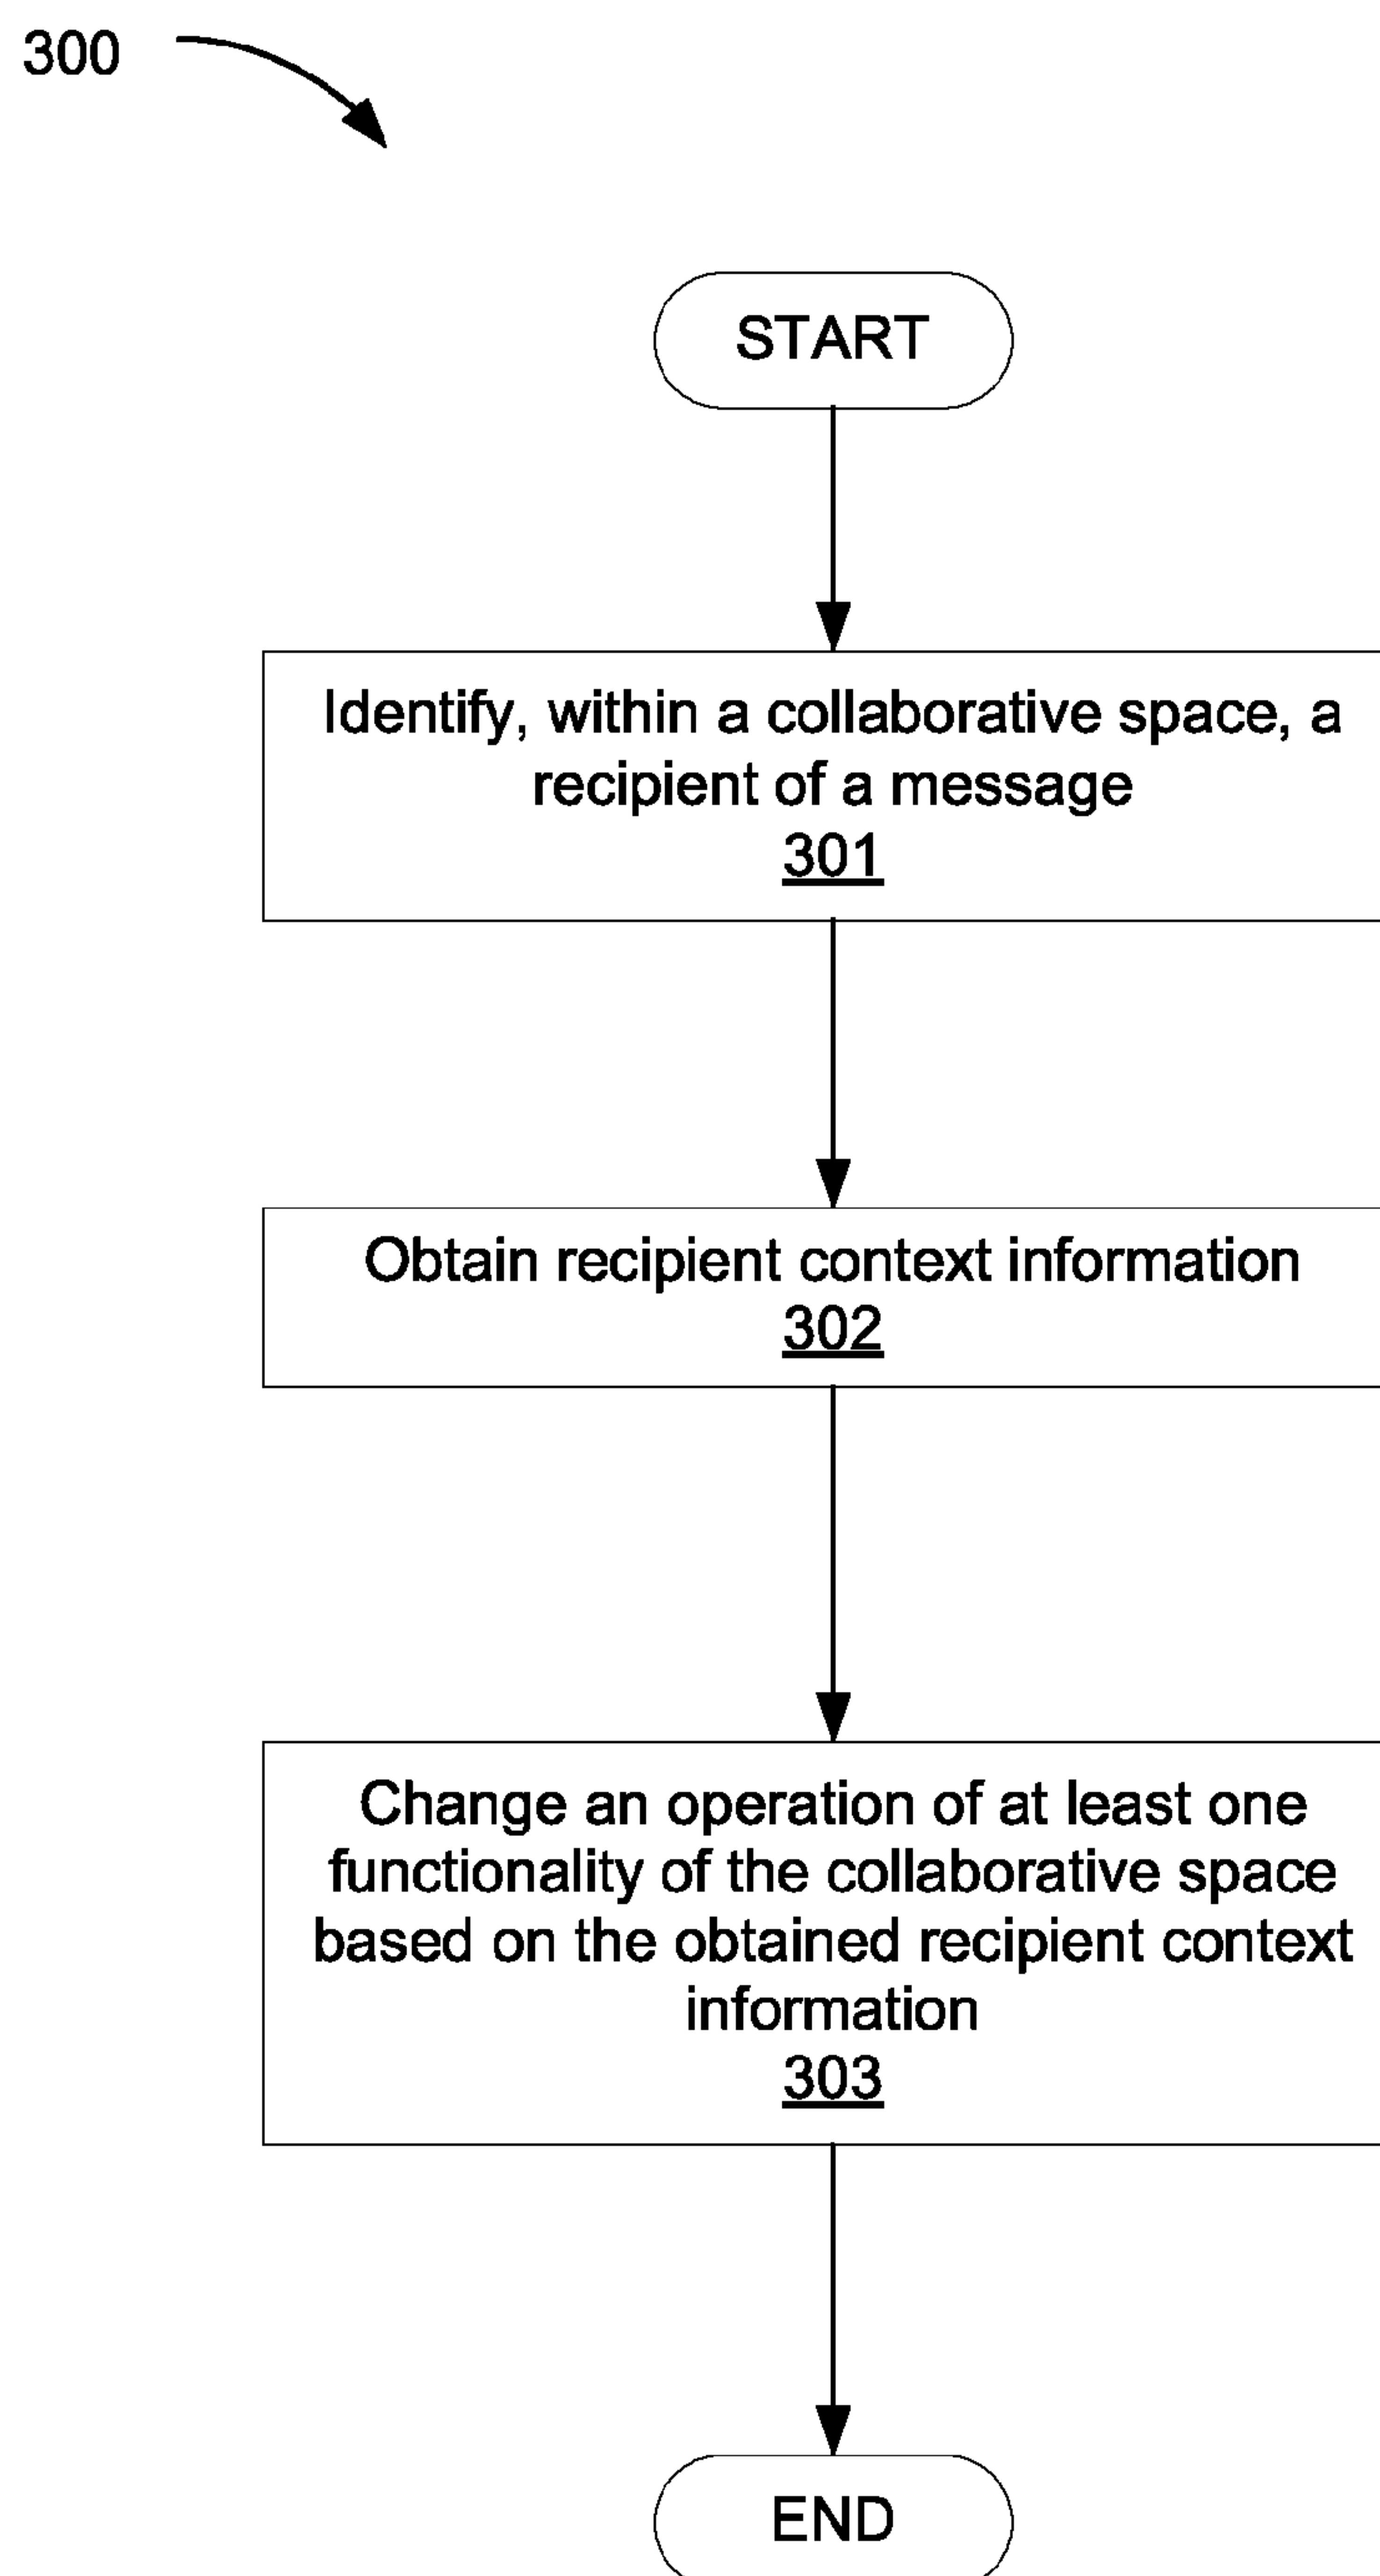 300
START
Identify, within a collaborative space, a
recipient of a message
301
Obtain recipient context information
302
Change an operation of at least one
functionality of the collaborative space
based on the obtained recipient context
information
303
END